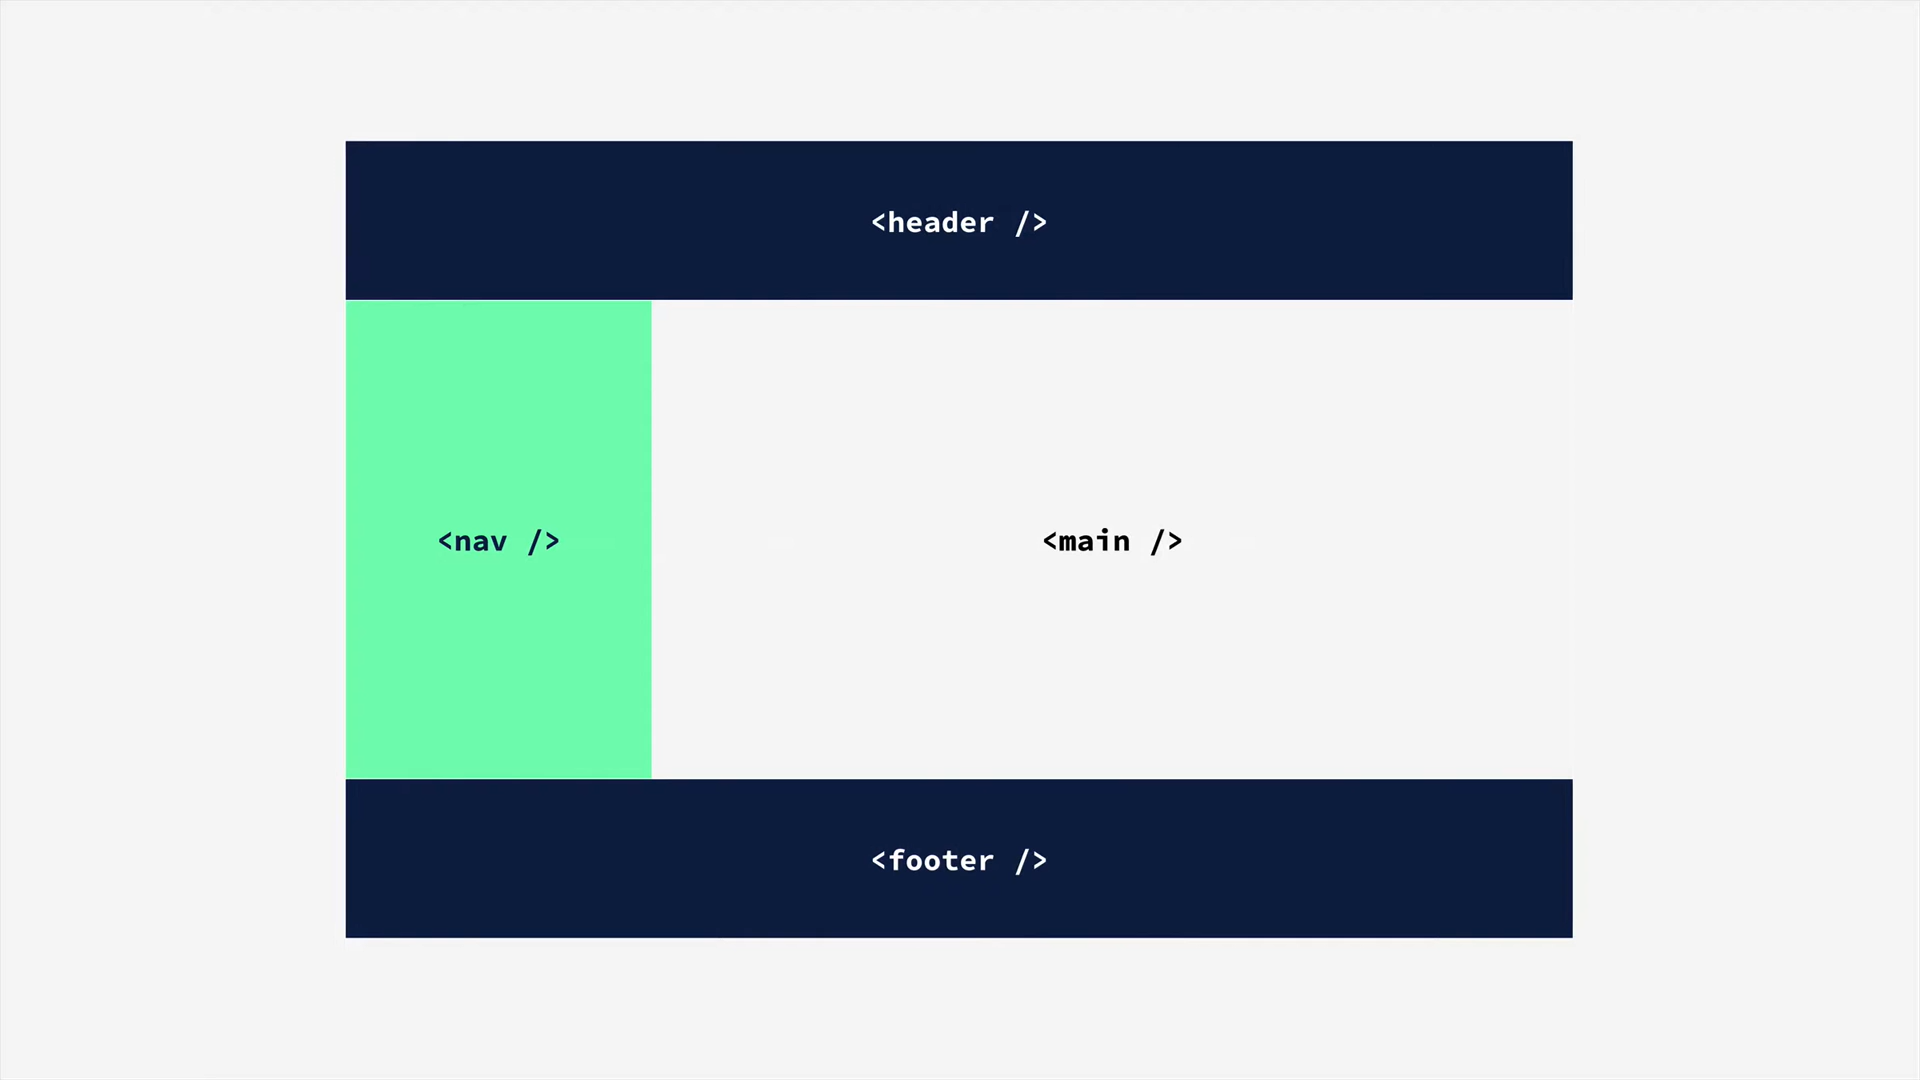 <header />
<nav />
<main />
<footer />